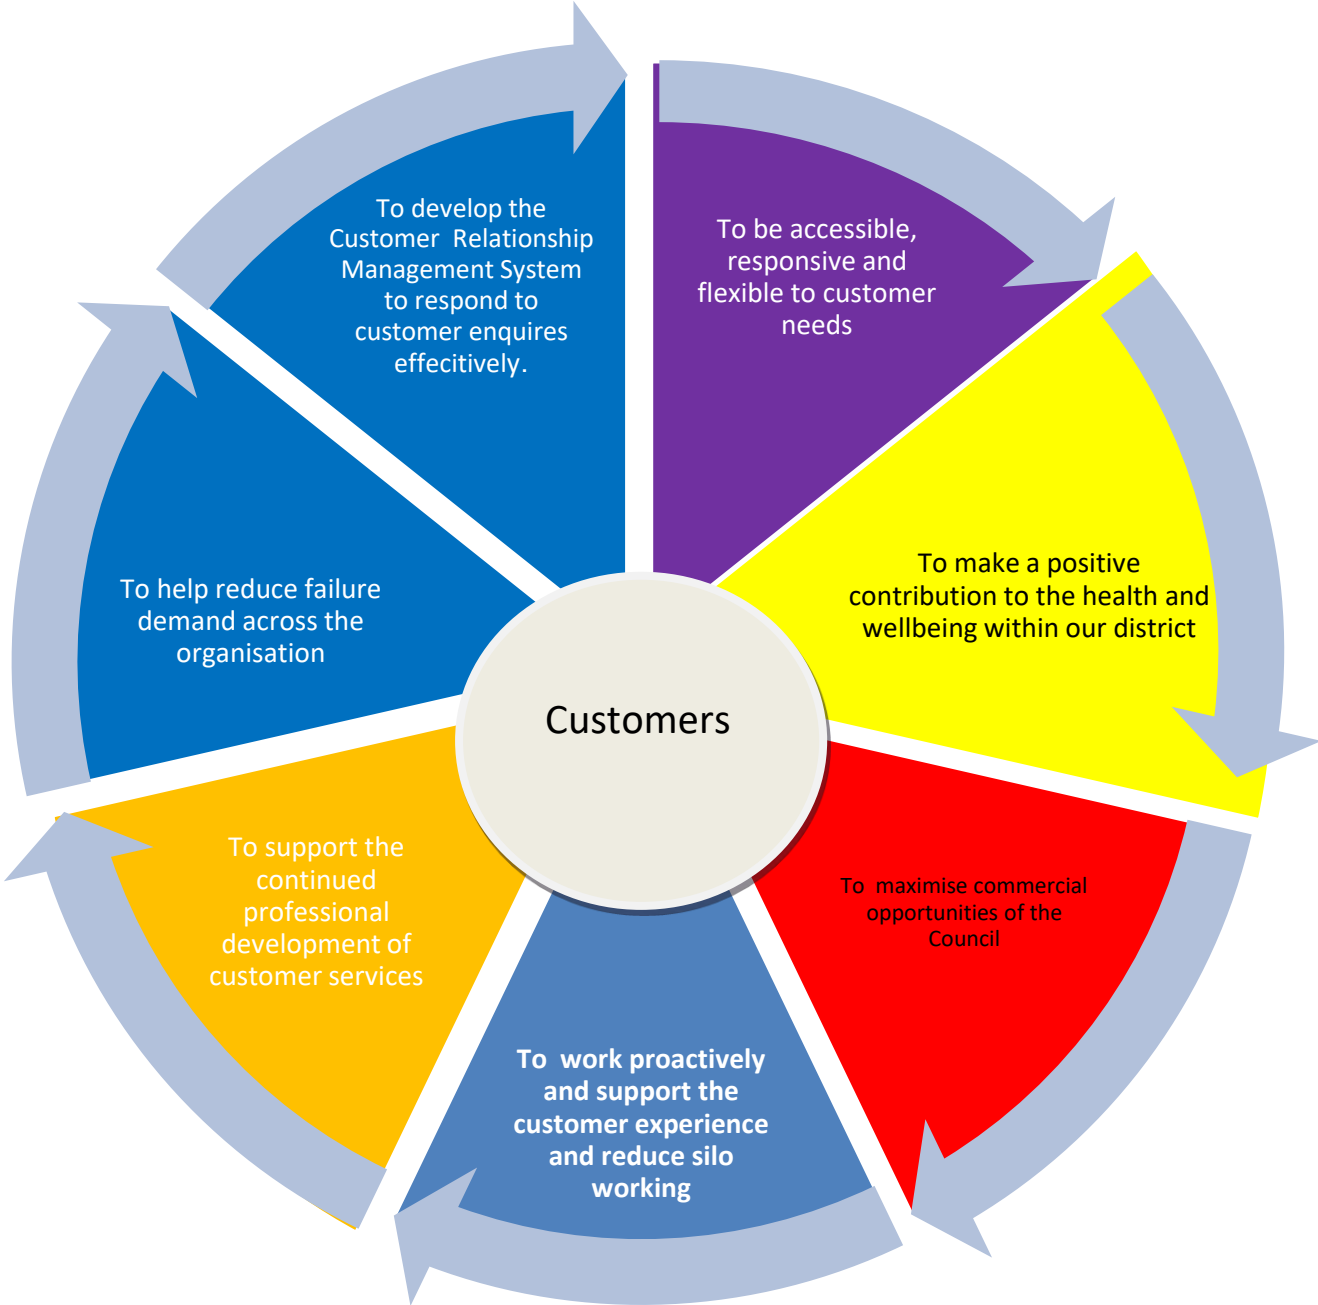 To develop the
Customer  Relationship
Management System
to respond to
customer enquires
effecitively.
To be accessible,
responsive and
flexible to customer
needs
To make a positive
contribution to the health and
wellbeing within our district
To  maximise commercial
opportunities of the
Council
To  work proactively
and support the
customer experience
and reduce silo
working
To support the
continued
professional
development of
customer services
To help reduce failure
demand across the
organisation
Customers